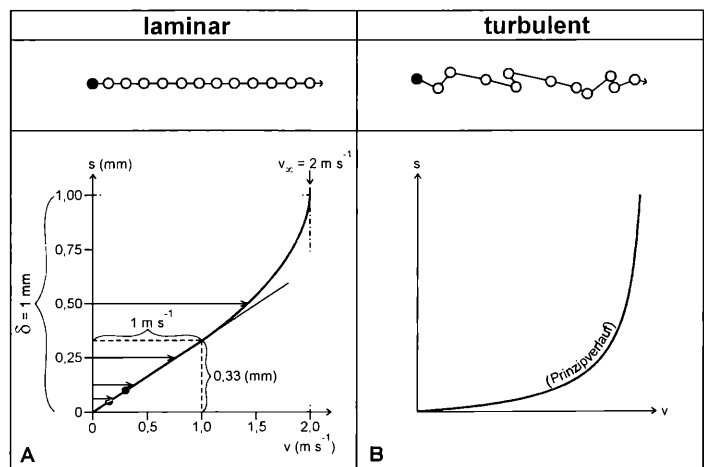 laminar
turbulent
s (mm)
v∞ = 2 m s⁻¹
1,00
0,75
0,50
0,25
0
δ = 1 mm
1 m s⁻¹
0,33 (mm)
0
0,5
1,0
1,5
2,0
v (m s⁻¹)
A
s
(Prinzipverlauf)
v
B